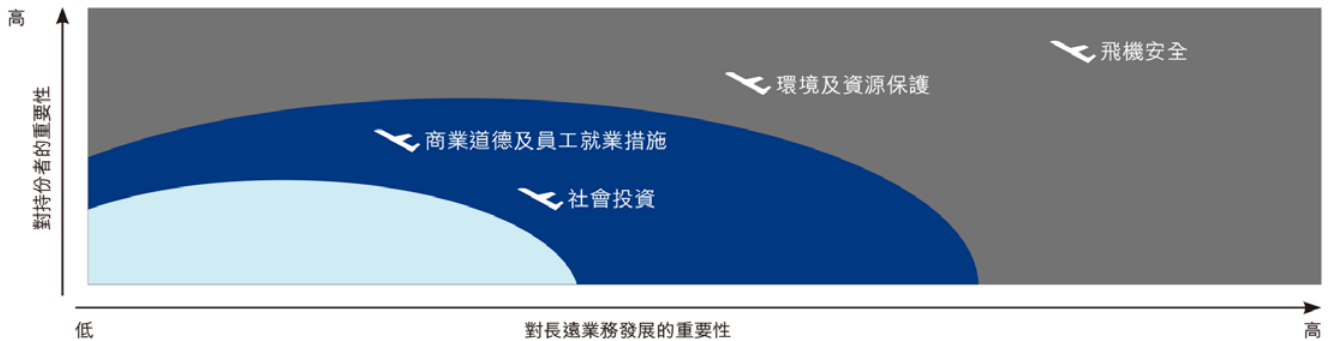 高
飛機安全
環境及資源保護
商業道德及員工就業措施
對持份者的重要性
社會投資
低
對長遠業務發展的重要性
高